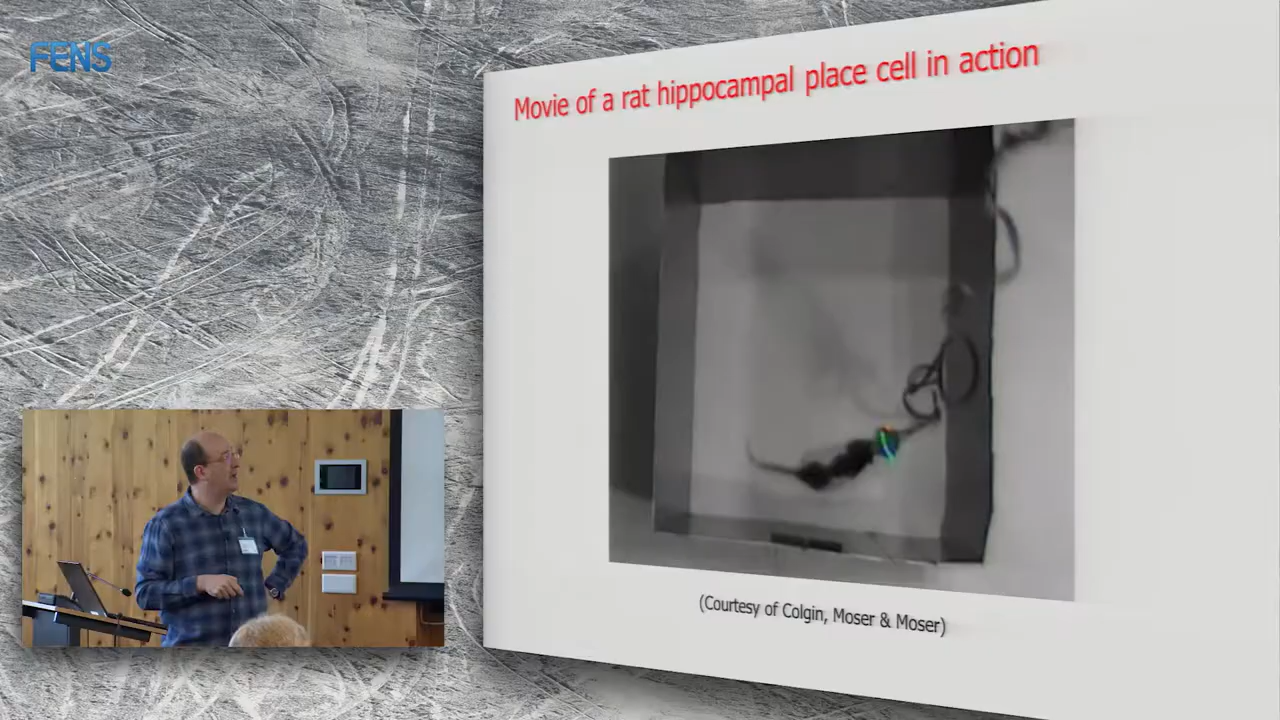 FENS
Movie of a rat hippocampal place cell in action
(Courtesy of Colgin, Moser & Moser)